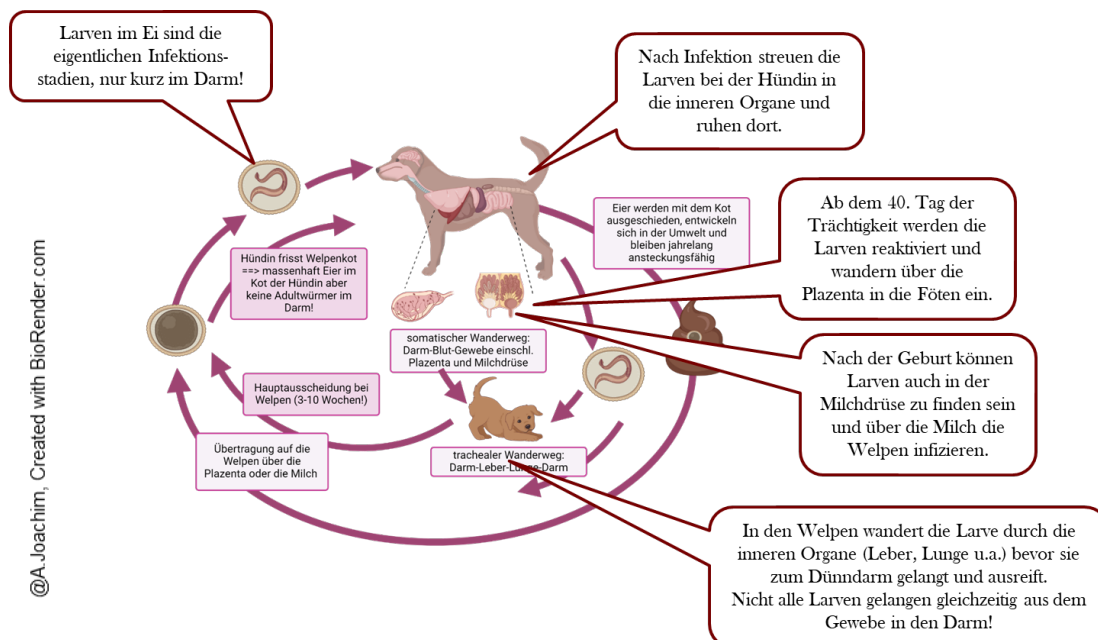 Larven im Ei sind die
eigentlichen Infektions-
stadien, nur kurz im Darm!
Nach Infektion streuen die
Larven bei der Hündin in
die inneren Organe und
ruhen dort.
Ab dem 40. Tag der
Trächtigkeit werden die
Larven reaktiviert und
wandern über die
Plazenta in die Föten ein.
Eier werden mit dem Kot
ausgeschieden, entwickeln
sich in der Umwelt und
bleiben jahrelang
ansteckungsfähig
Hündin frisst Welpenkot
==> massenhaft Eier im
Kot der Hündin aber
keine Adultwürmer im
Darm!
somatischer Wanderweg:
Darm-Blut-Gewebe einschl.
Plazenta und Milchdrüse
Nach der Geburt können
Larven auch in der
Milchdrüse zu finden sein
und über die Milch die
Welpen infizieren.
Hauptausscheidung bei
Welpen (3-10 Wochen!)
Übertragung auf die
Welpen über die
Plazenta oder die Milch
trachealer Wanderweg:
Darm-Leber-Lunge-Darm
In den Welpen wandert die Larve durch die
inneren Organe (Leber, Lunge u.a.) bevor sie
zum Dünndarm gelangt und ausreift.
Nicht alle Larven gelangen gleichzeitig aus dem
Gewebe in den Darm!
@A.Joachim, Created with BioRender.com